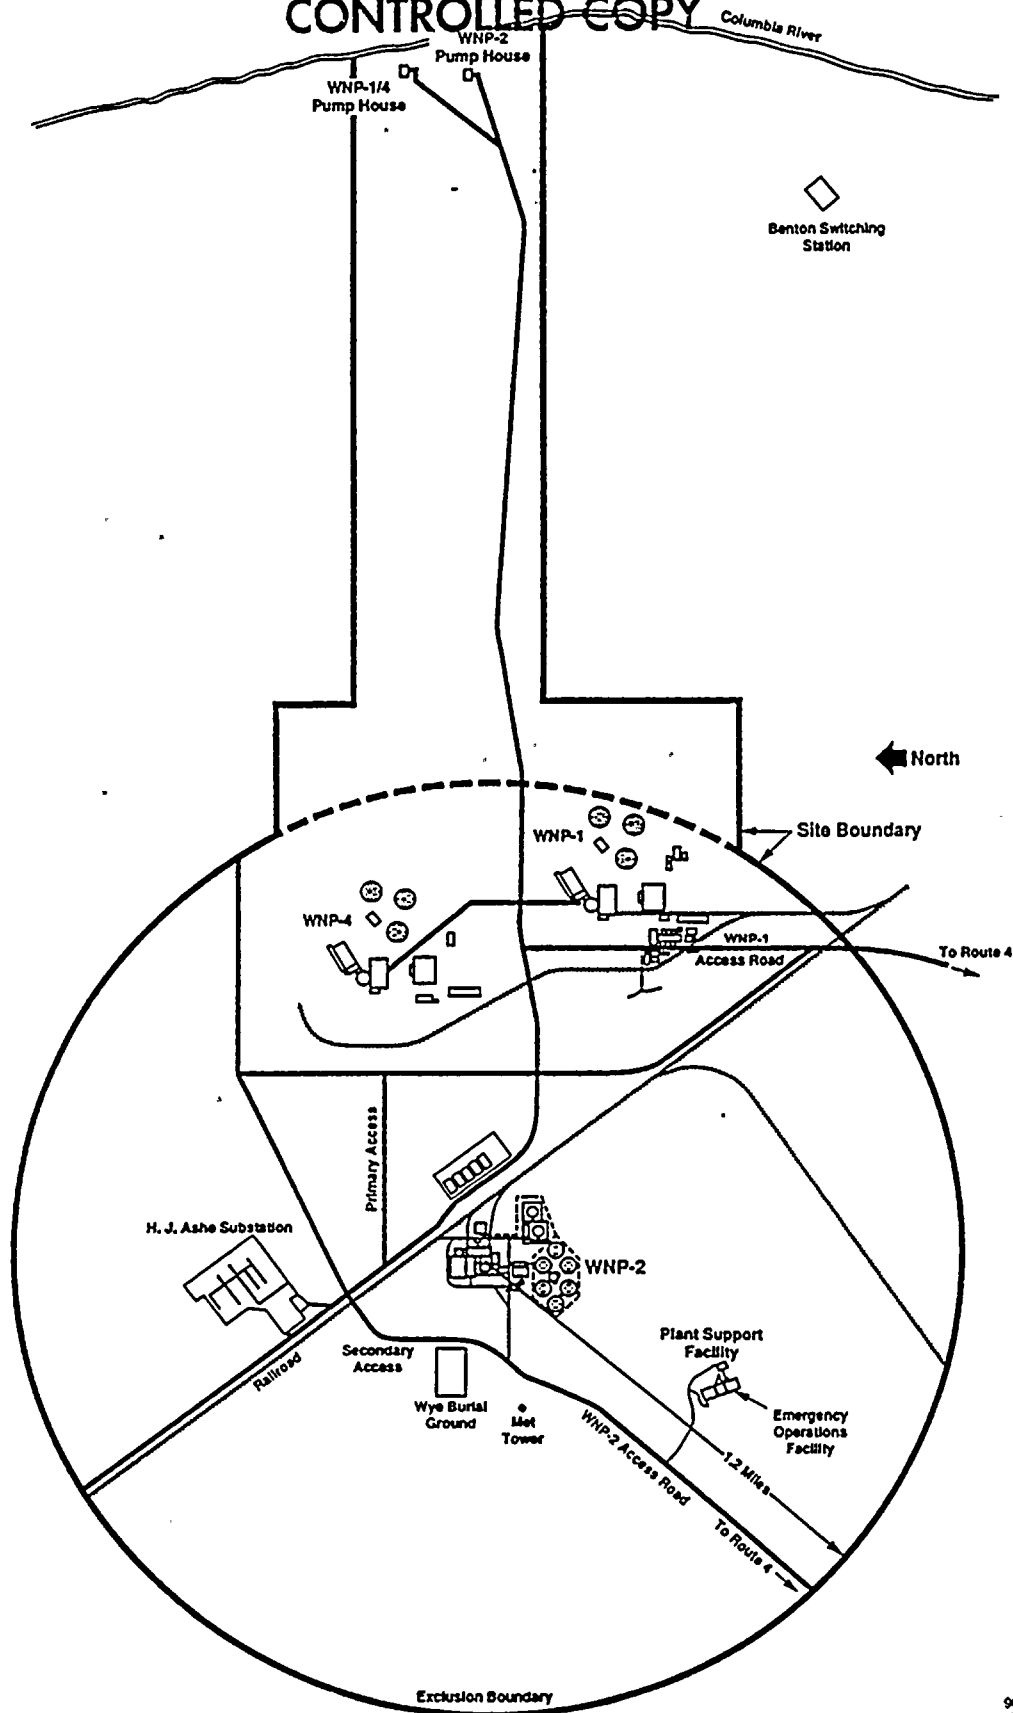 CONTROLLED COPY
Columbia River
WNP-2
Pump House
WNP-1/4
Pump House
Benton Switching
Station
North
Site Boundary
WNP-1
WNP-4
WNP-1
Access Road
To Route 4
Primary Access
H. J. Ashe Substation
WNP-2
Railroad
Secondary
Access
Plant Support
Facility
Wye Burial
Ground
Met
Tower
Emergency
Operations
Facility
WNP-2 Access Road
1.2 Miles
To Route 4
Exclusion Boundary